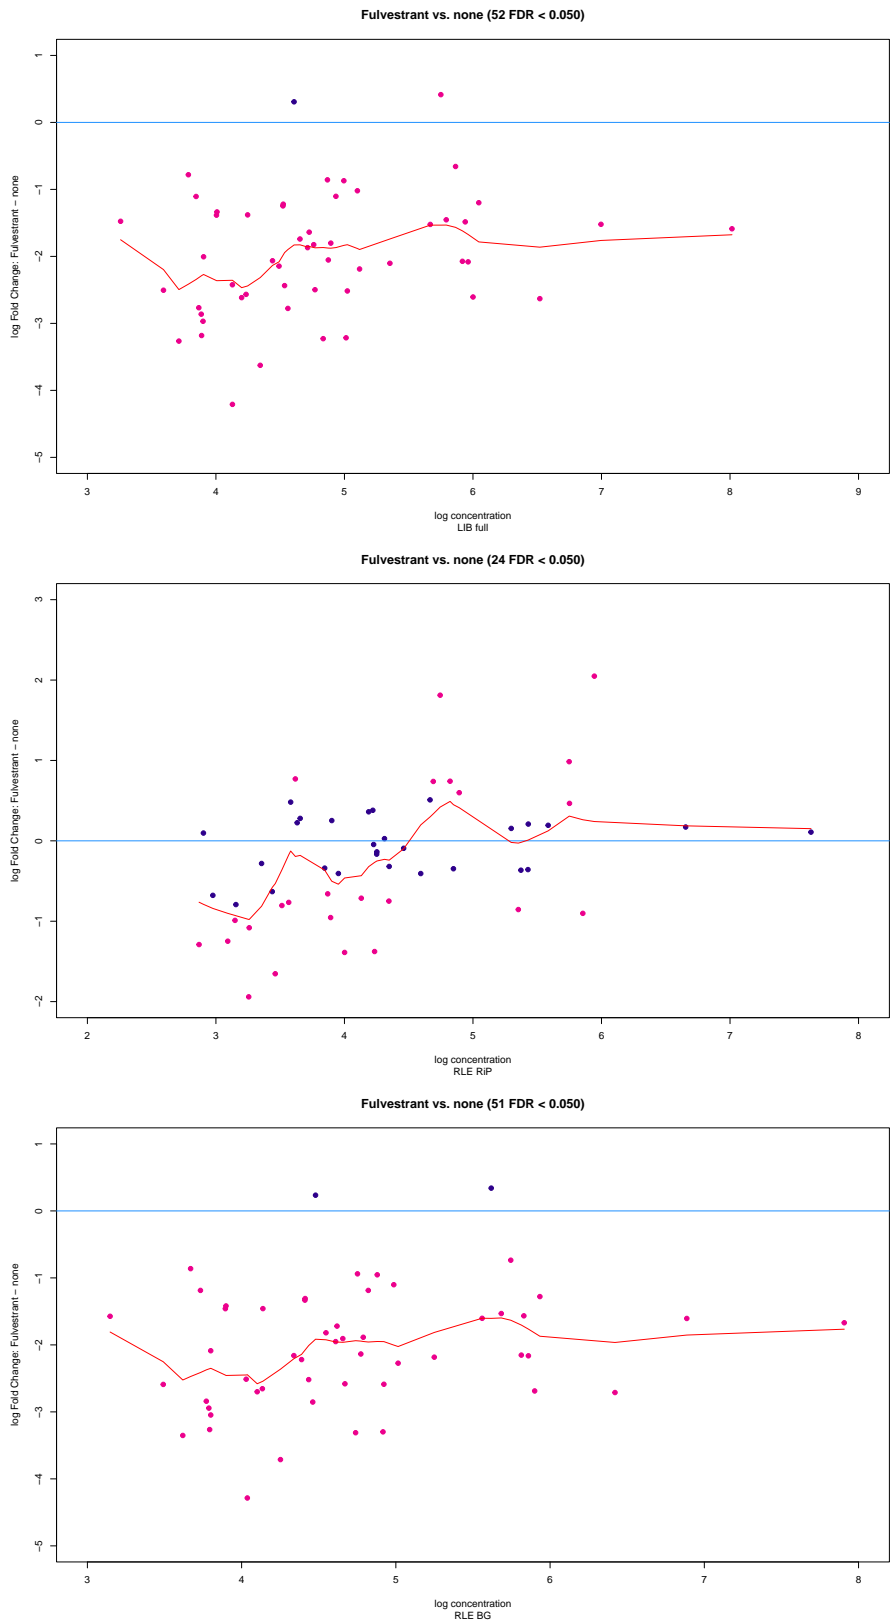 Fulvestrant vs. none (52 FDR < 0.050)
log Fold Change: Fulvestrant − none
1
0
−1
−2
−3
−4
−5
3 4 5 6 7 8 9
log concentration
LIB full
Fulvestrant vs. none (24 FDR < 0.050)
log Fold Change: Fulvestrant − none
3
2
1
0
−1
−2
2 3 4 5 6 7 8
log concentration
RLE RiP
Fulvestrant vs. none (51 FDR < 0.050)
log Fold Change: Fulvestrant − none
1
0
−1
−2
−3
−4
−5
3 4 5 6 7 8
log concentration
RLE BG